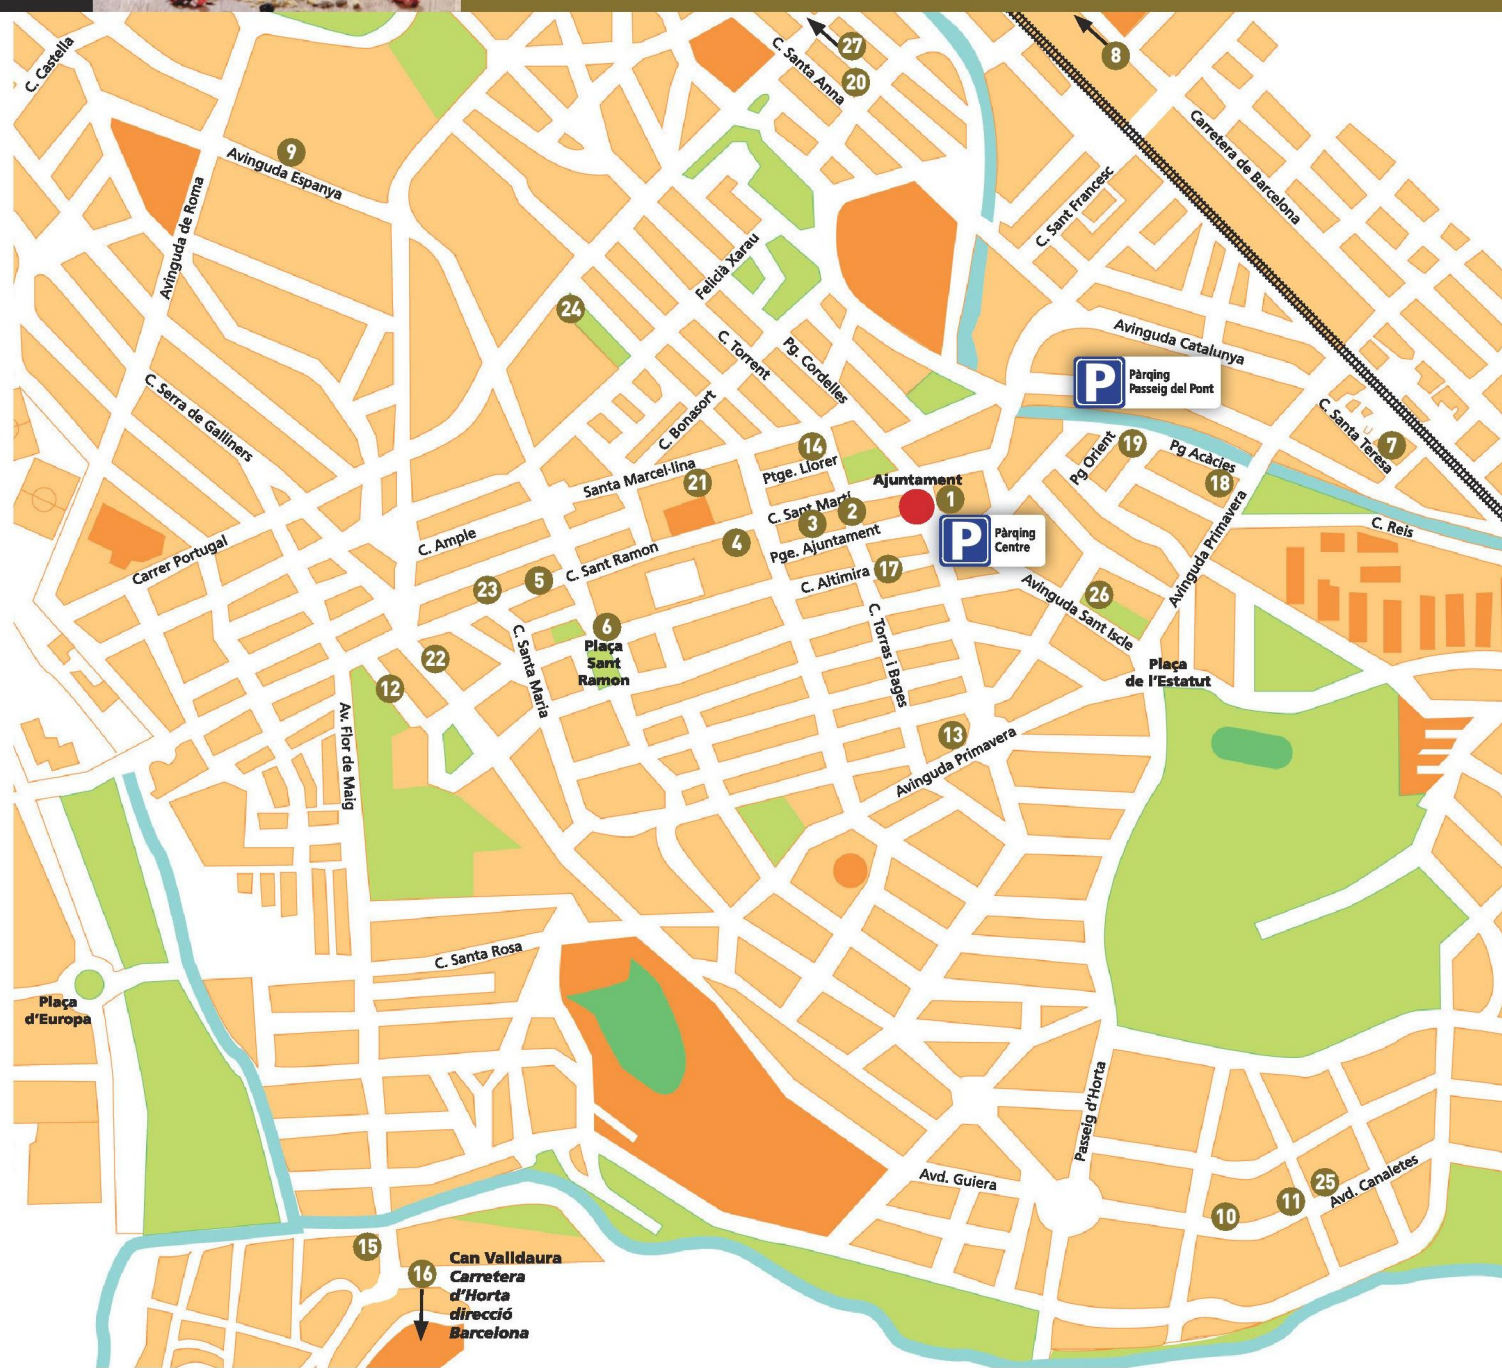 C. Castella
27
C. Santa Anna
20
8
Carretera de Barcelona
9
Avinguda Espanya
Avinguda de Roma
C. Sant Francesc
Felicià Xarau
24
C. Torrent
Pg. Cordelles
Avinguda Catalunya
P
Pàrqing
Passeig del Pont
C. Serra de Galliners
C. Bonasort
C. Santa Teresa
7
14
Ptge. Llorer
19
Pg Orient
Pg Acàcies
18
Santa Marcel·lina
21
Ajuntament
1
C. Sant Martí
2
3
Pge. Ajuntament
4
P
Pàrqing
Centre
C. Reis
Avinguda Primavera
C. Ample
Carrer Portugal
C. Sant Ramon
5
23
C. Altimira
17
26
Avinguda Sant Iscle
6
Plaça
Sant
Ramon
C. Santa Maria
C. Torras i Bages
22
12
Plaça
de l'Estatut
Av. Flor de Maig
13
Avinguda Primavera
C. Santa Rosa
Plaça
d'Europa
Passeig d'Horta
Avd. Guiera
10
11
25
Avd. Canaletes
15
16
Can Valldaura
Carretera
d'Horta
direcció
Barcelona